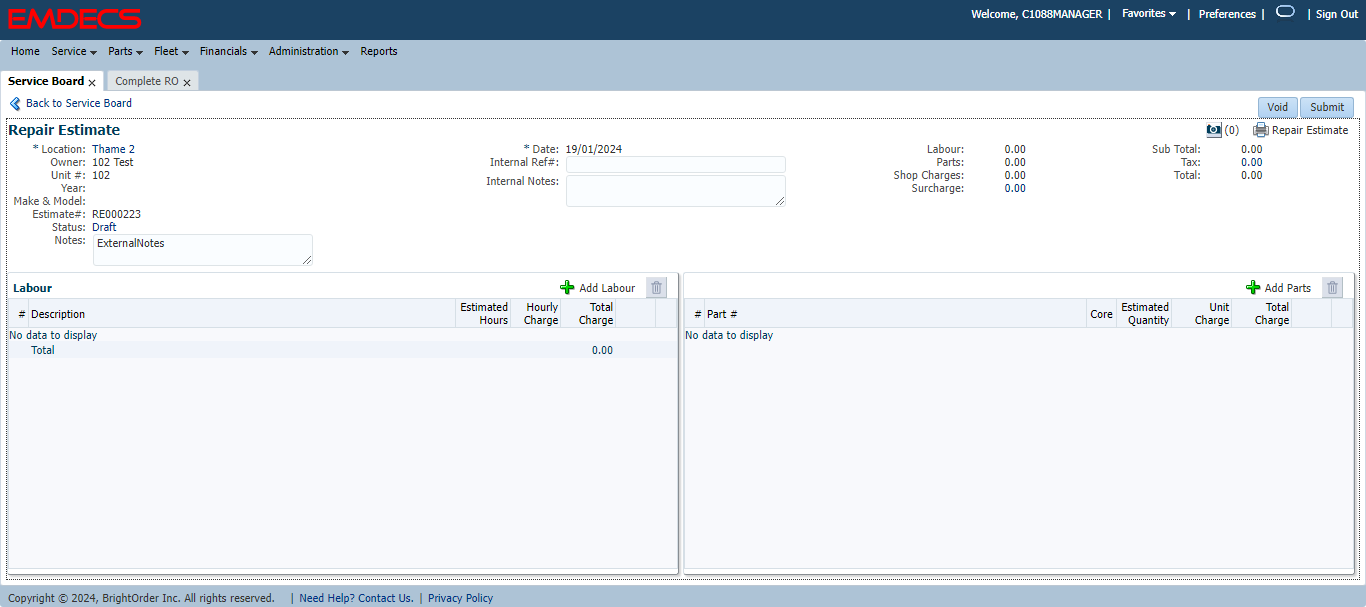 EMDECS
Welcome, C1088MANAGER | Favorites | Preferences | | Sign Out
Home Service Parts Fleet Financials Administration Reports
Service Board Complete RO
Back to Service Board
Void Submit
Repair Estimate
(0) Repair Estimate
* Location: Thame 2
Owner: 102 Test
Unit #: 102
Year:
Make & Model:
Estimate#: RE000223
Status: Draft
Notes: ExternalNotes
* Date: 19/01/2024
Internal Ref#:
Internal Notes:
Labour: 0.00
Parts: 0.00
Shop Charges: 0.00
Surcharge: 0.00
Sub Total: 0.00
Tax: 0.00
Total: 0.00
Labour Add Labour
# Description Estimated Hours Hourly Charge Total Charge
No data to display
Total 0.00
Add Parts
# Part # Core Estimated Quantity Unit Charge Total Charge
No data to display
Copyright © 2024, BrightOrder Inc. All rights reserved. | Need Help? Contact Us. | Privacy Policy